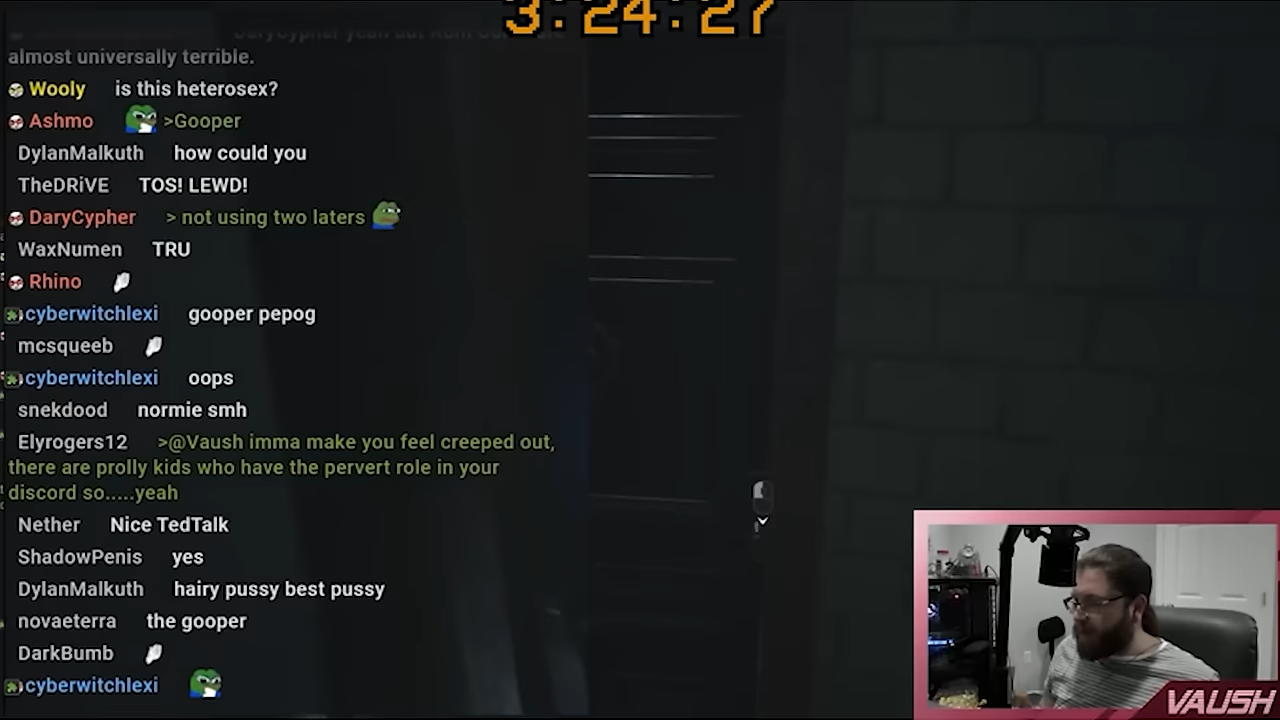 3:24:27
almost universally terrible.
Wooly is this heterosex?
Ashmo >Gooper
DylanMalkuth how could you
TheDRiVE TOS! LEWD!
DaryCypher > not using two laters
WaxNumen TRU
Rhino
cyberwitchlexi gooper pepog
mcsqueeb
cyberwitchlexi oops
snekdood normie smh
Elyrogers12 >@Vaush imma make you feel creeped out,
there are prolly kids who have the pervert role in your
discord so.....yeah
Nether Nice TedTalk
ShadowPenis yes
DylanMalkuth hairy pussy best pussy
novaeterra the gooper
DarkBumb
cyberwitchlexi
VAUSH